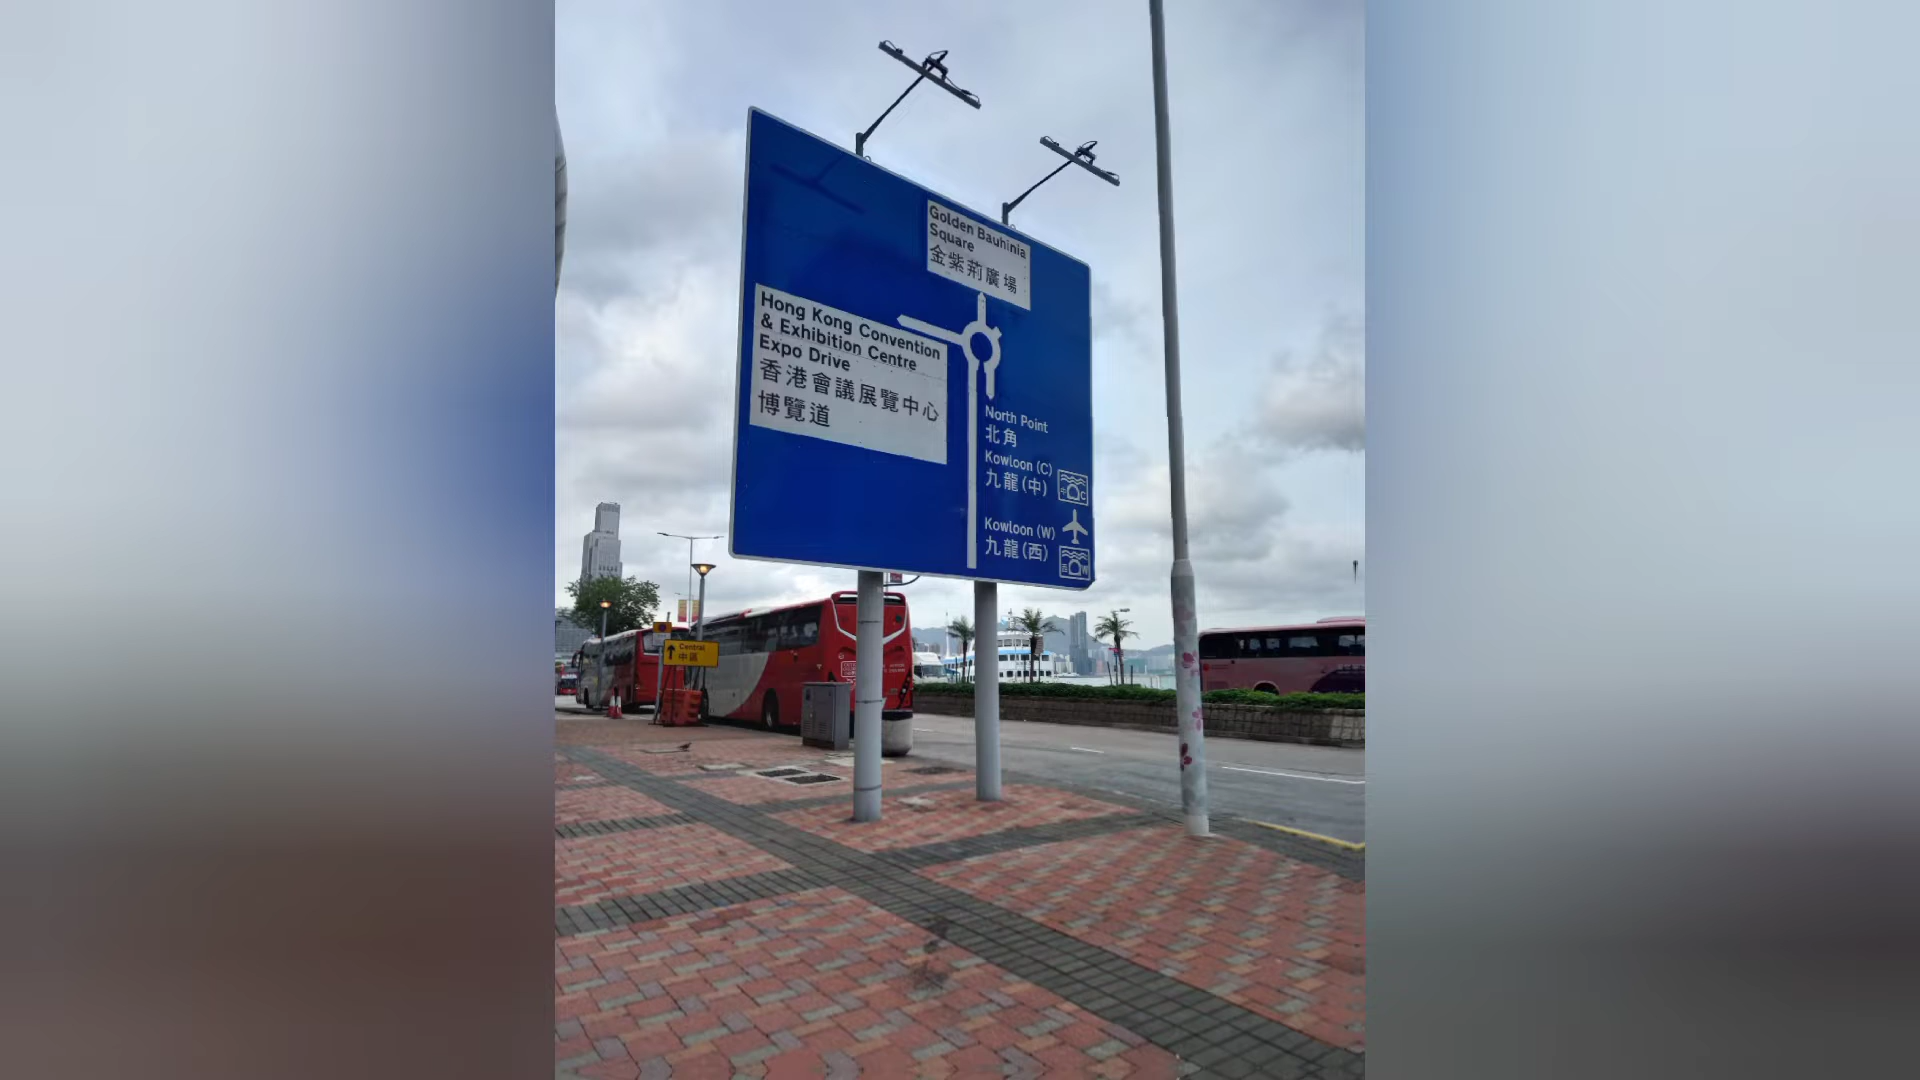 Golden Bauhinia
Square
金紫荊廣場
Hong Kong Convention
& Exhibition Centre
Expo Drive
香港會議展覽中心
博覽道
North Point
北角
Kowloon (C)
九龍(中)
中 C
Kowloon (W)
九龍(西)
西 W
Central
中區